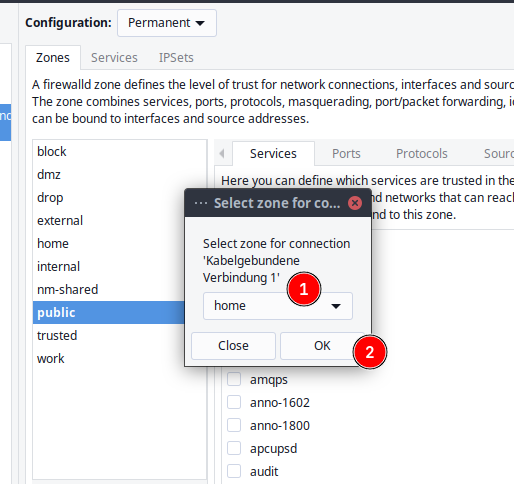 Configuration: Permanent
Zones Services IPSets
A firewalld zone defines the level of trust for network connections, interfaces and sourc
The zone combines services, ports, protocols, masquerading, port/packet forwarding, i
can be bound to interfaces and source addresses.
block
dmz
drop
external
home
internal
nm-shared
public
trusted
work
Services Ports Protocols Sourc
Here you can define which services are trusted in the
nd networks that can reach
nd to this zone.
Select zone for co...
Select zone for connection
'Kabelgebundene
Verbindung 1'
1
home
Close OK
2
amqps
anno-1602
anno-1800
apcupsd
audit